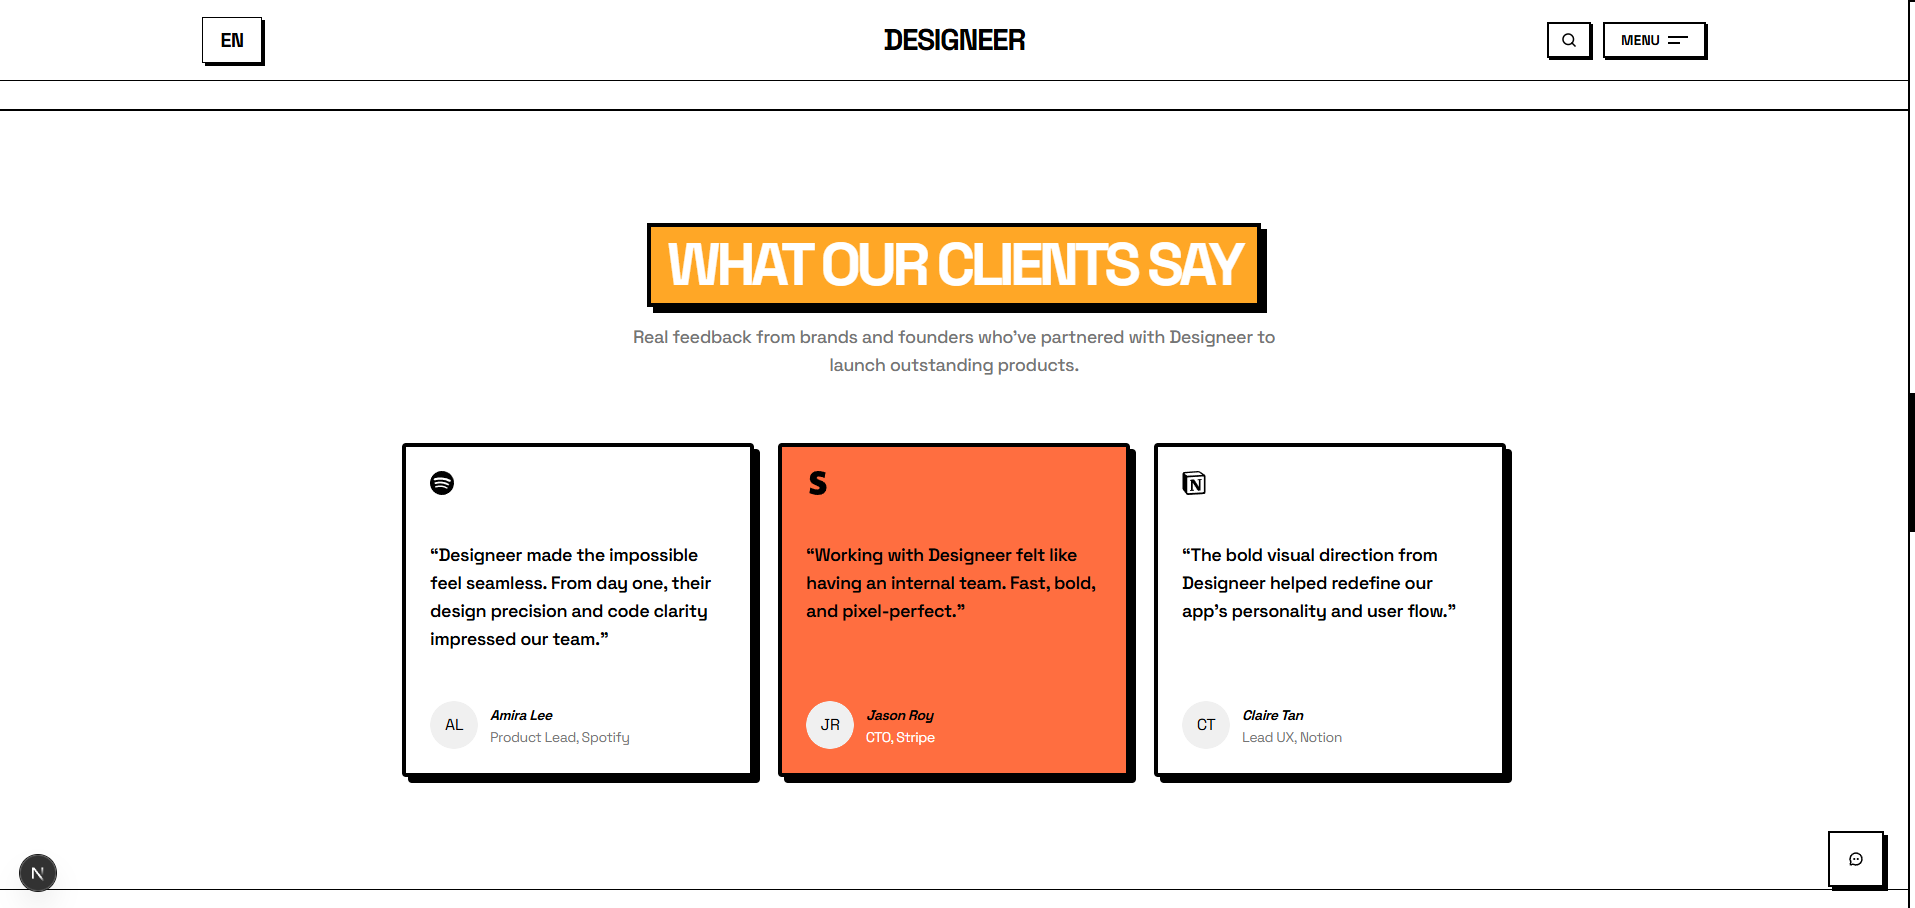 EN
DESIGNEER
MENU
WHAT OUR CLIENTS SAY
Real feedback from brands and founders who’ve partnered with Designeer to
launch outstanding products.
“Designeer made the impossible
feel seamless. From day one, their
design precision and code clarity
impressed our team.”
AL
Amira Lee
Product Lead, Spotify
S
“Working with Designeer felt like
having an internal team. Fast, bold,
and pixel-perfect.”
JR
Jason Roy
CTO, Stripe
N
“The bold visual direction from
Designeer helped redefine our
app’s personality and user flow.”
CT
Claire Tan
Lead UX, Notion
N